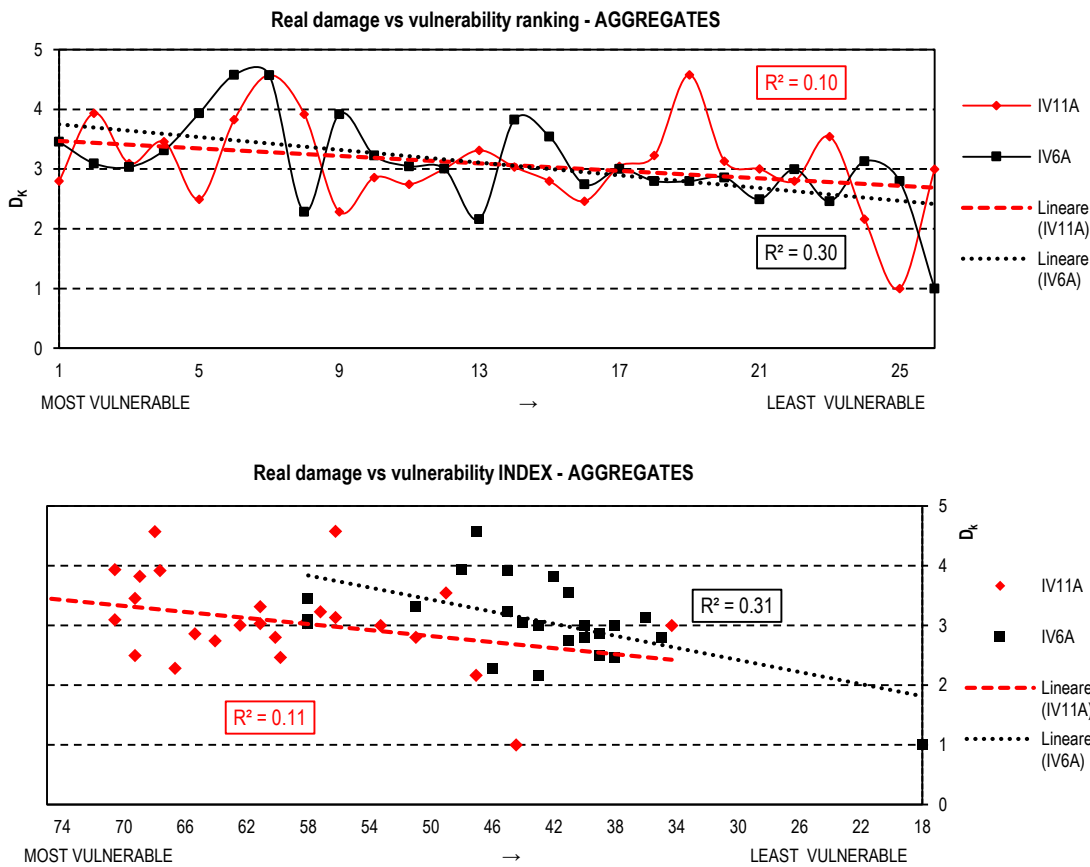 Real damage vs vulnerability ranking - AGGREGATES
5
4
3
2
1
0
D_K
R² = 0.10
R² = 0.30
IV11A
IV6A
Lineare
(IV11A)
Lineare
(IV6A)
1 5 9 13 17 21 25
MOST VULNERABLE → LEAST VULNERABLE
Real damage vs vulnerability INDEX - AGGREGATES
5
4
3
2
1
0
D_k
R² = 0.31
R² = 0.11
IV11A
IV6A
Lineare
(IV11A)
Lineare
(IV6A)
74 70 66 62 58 54 50 46 42 38 34 30 26 22 18
MOST VULNERABLE → LEAST VULNERABLE